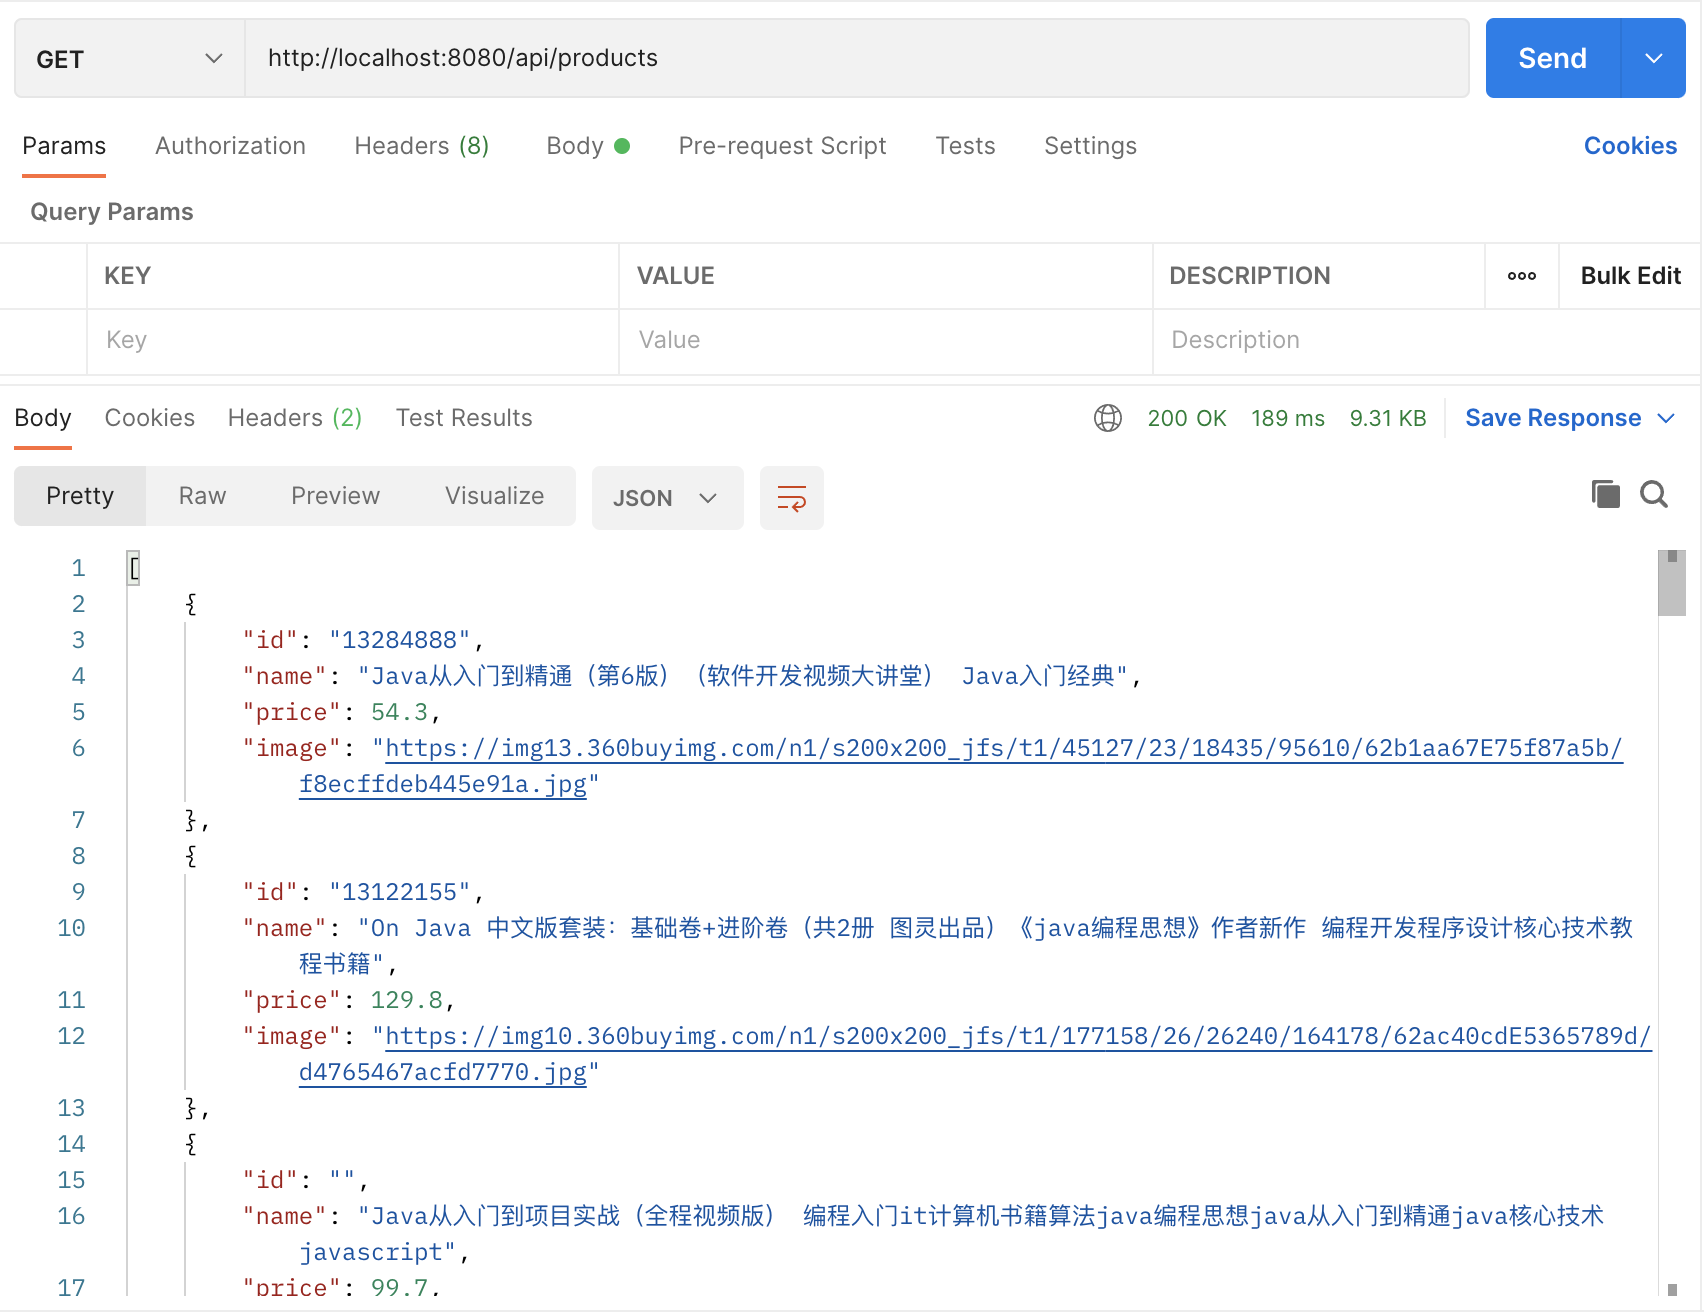 GET http://localhost:8080/api/products Send
Params Authorization Headers (8) Body Pre-request Script Tests Settings Cookies
Query Params
KEY VALUE DESCRIPTION ooo Bulk Edit
Key Value Description
Body Cookies Headers (2) Test Results 200 OK 189 ms 9.31 KB Save Response
Pretty Raw Preview Visualize JSON
1 [
2 {
3 "id": "13284888",
4 "name": "Java从入门到精通（第6版）（软件开发视频大讲堂） Java入门经典",
5 "price": 54.3,
6 "image": "https://img13.360buyimg.com/n1/s200x200_jfs/t1/45127/23/18435/95610/62b1aa67E75f87a5b/
f8ecffdeb445e91a.jpg"
7 },
8 {
9 "id": "13122155",
10 "name": "On Java 中文版套装：基础卷+进阶卷（共2册 图灵出品）《java编程思想》作者新作 编程开发程序设计核心技术教
程书籍",
11 "price": 129.8,
12 "image": "https://img10.360buyimg.com/n1/s200x200_jfs/t1/177158/26/26240/164178/62ac40cdE5365789d/
d4765467acfd7770.jpg"
13 },
14 {
15 "id": "",
16 "name": "Java从入门到项目实战（全程视频版） 编程入门it计算机书籍算法java编程思想java从入门到精通java核心技术
javascript",
17 "price": 99.7,